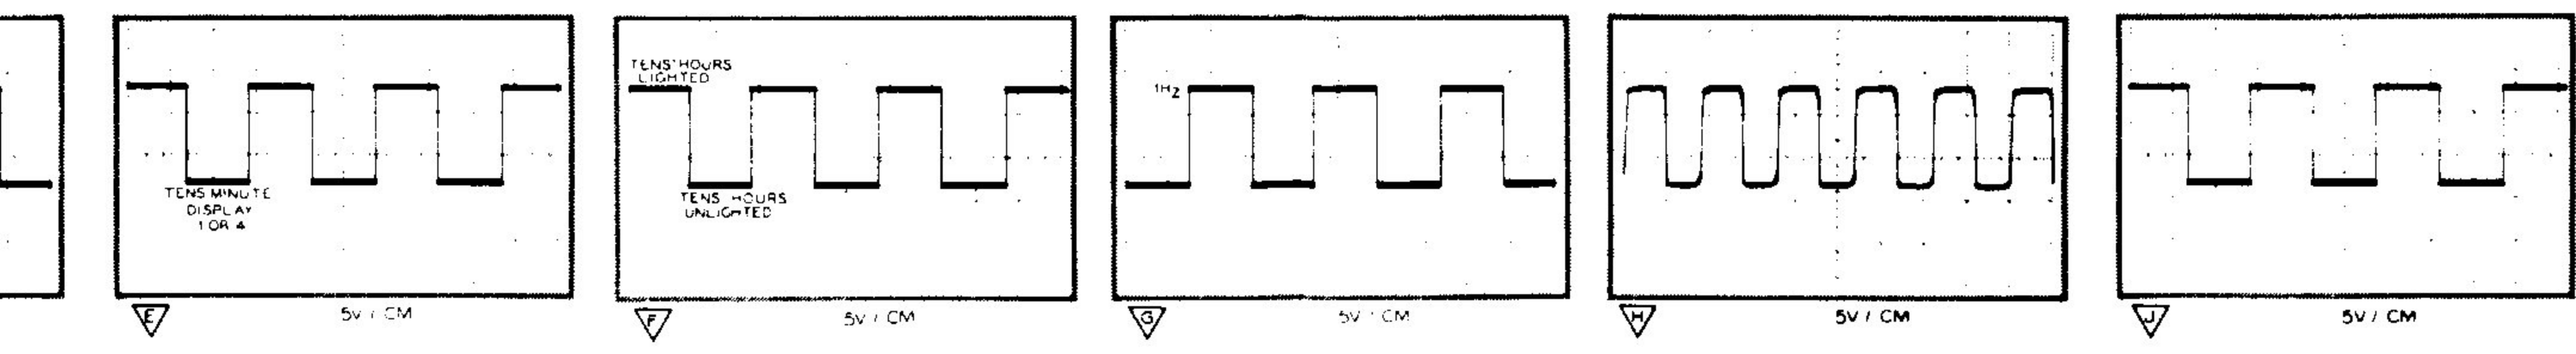 TENS MINUTE
DISPLAY
1 OR 4
E
5V / CM
TENS HOURS
LIGHTED
TENS HOURS
UNLIGHTED
F
5V / CM
1HZ
G
5V / CM
H
5V / CM
J
5V / CM